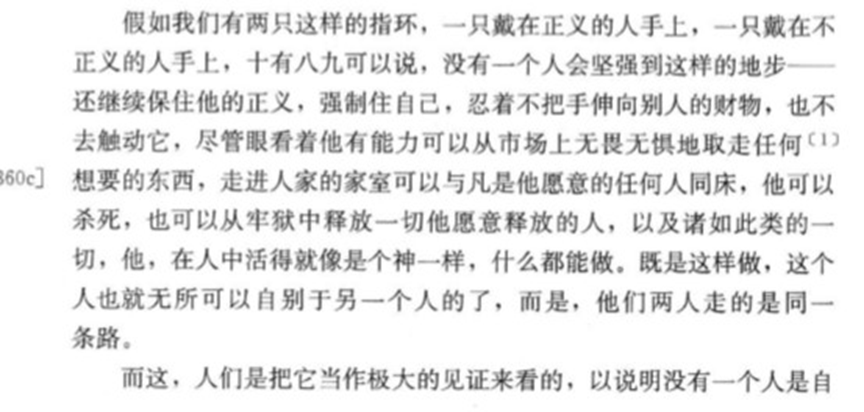 假如我们有两只这样的指环，一只戴在正义的人手上，一只戴在不
正义的人手上，十有八九可以说，没有一个人会坚强到这样的地步——
还继续保住他的正义，强制住自己，忍着不把手伸向别人的财物，也不
去触动它，尽管眼看着他有能力可以从市场上无畏无惧地取走任何(1)
360c] 想要的东西，走进人家的家室可以与凡是他愿意的任何人同床，他可以
杀死，也可以从牢狱中释放一切他愿意释放的人，以及诸如此类的一
切，他，在人中活得就像是个神一样，什么都能做。既是这样做，这个
人也就无所可以自别于另一个人的了，而是，他们两人走的是同一
条路。
而这，人们是把它当作极大的见证来看的，以说明没有一个人是自